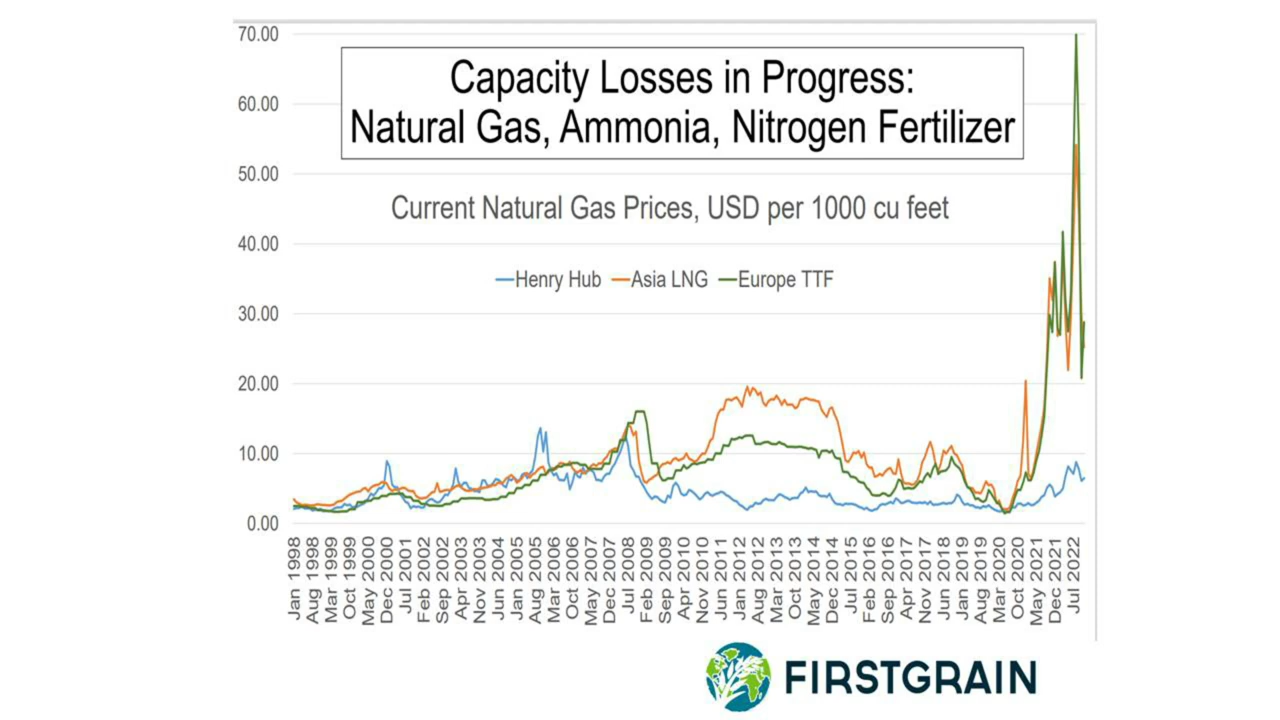 70.00
60.00
50.00
40.00
30.00
20.00
10.00
0.00
Capacity Losses in Progress:
Natural Gas, Ammonia, Nitrogen Fertilizer
Current Natural Gas Prices, USD per 1000 cu feet
Henry Hub Asia LNG Europe TTF
Jan 1998
Aug 1998
Mar 1999
Oct 1999
May 2000
Dec 2000
Jul 2001
Feb 2002
Sep 2002
Apr 2003
Nov 2003
Jun 2004
Jan 2005
Aug 2005
Mar 2006
Oct 2006
May 2007
Dec 2007
Jul 2008
Feb 2009
Sep 2009
Apr 2010
Nov 2010
Jun 2011
Jan 2012
Aug 2012
Mar 2013
Oct 2013
May 2014
Dec 2014
Jul 2015
Feb 2016
Sep 2016
Apr 2017
Nov 2017
Jun 2018
Jan 2019
Aug 2019
Mar 2020
Oct 2020
May 2021
Dec 2021
Jul 2022
FIRSTGRAIN